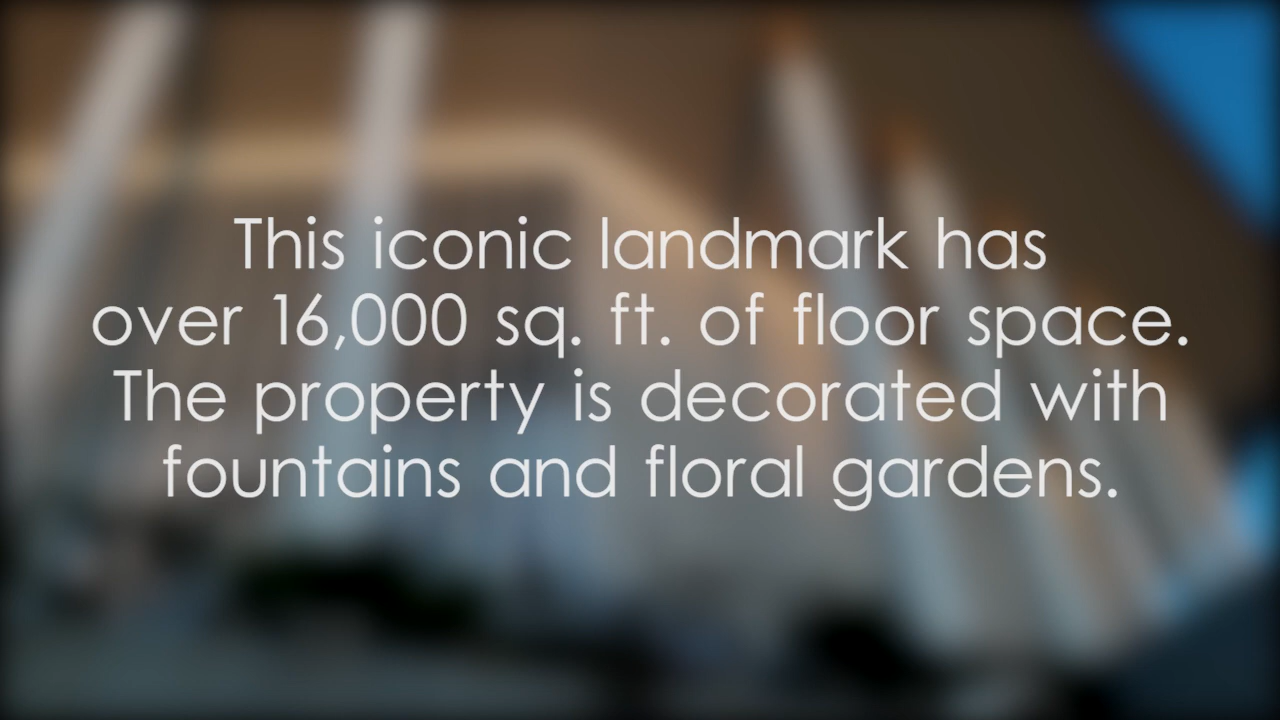 This iconic landmark has
over 16,000 sq. ft. of floor space.
The property is decorated with
fountains and floral gardens.